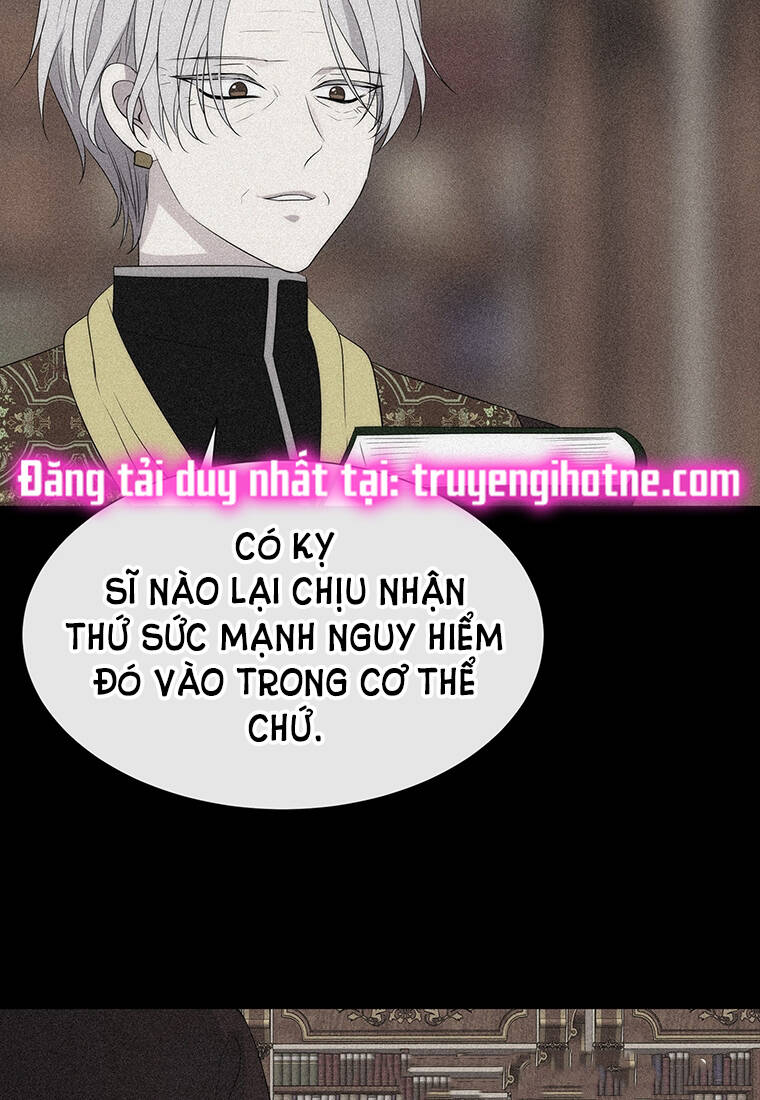 Đăng tải duy nhất tại: truyengihotne.com
CÓ KỴ
SĨ NÀO LẠI CHỊU NHẬN
THỨ SỨC MẠNH NGUY HIỂM
ĐÓ VÀO TRONG CƠ THỂ
CHỨ.